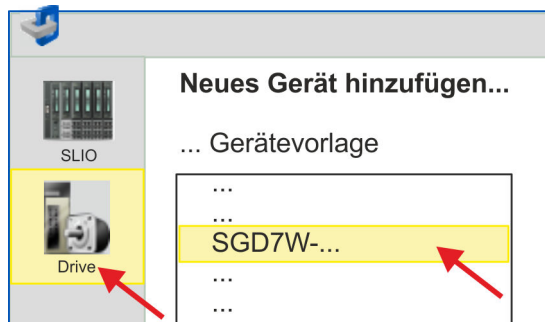 Neues Gerät hinzufügen...
SLIO
... Gerätevorlage
...
...
SGD7W-...
Drive
...
...